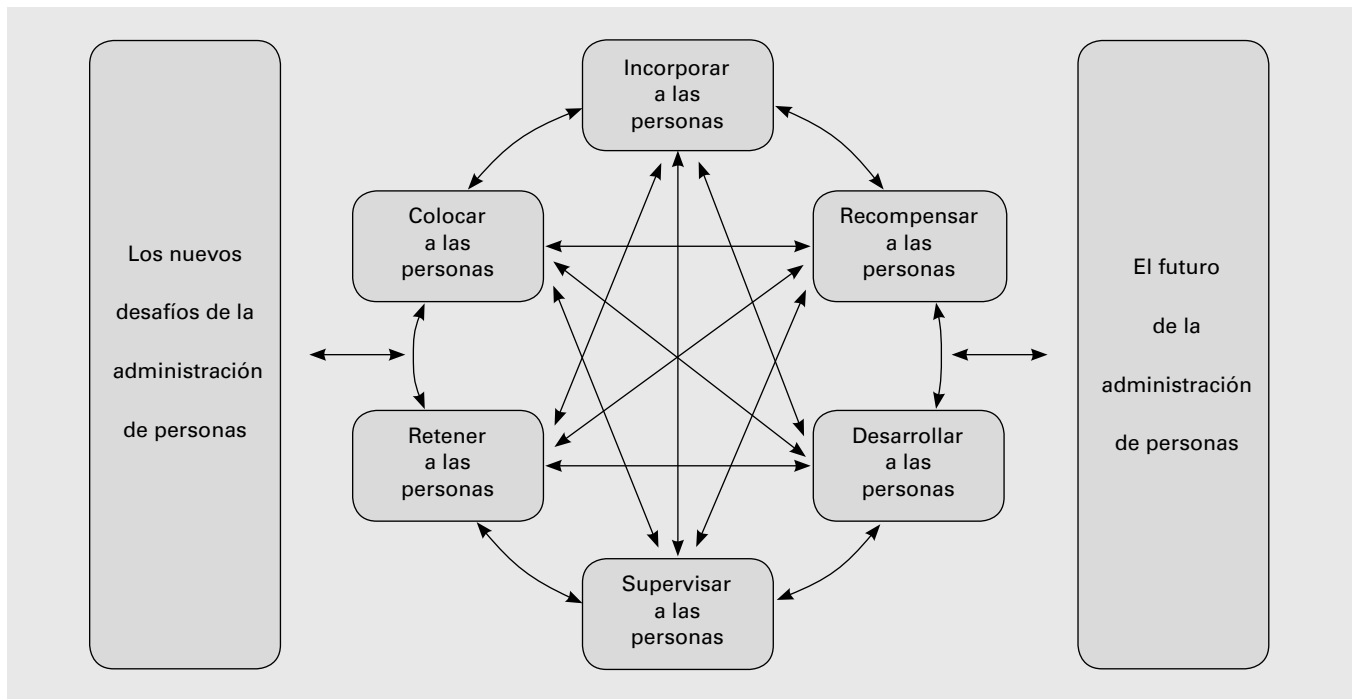 Los nuevos
desafíos de la
administración
de personas
Incorporar
a las
personas
Colocar
a las
personas
Recompensar
a las
personas
Retener
a las
personas
Desarrollar
a las
personas
Supervisar
a las
personas
El futuro
de la
administración
de personas